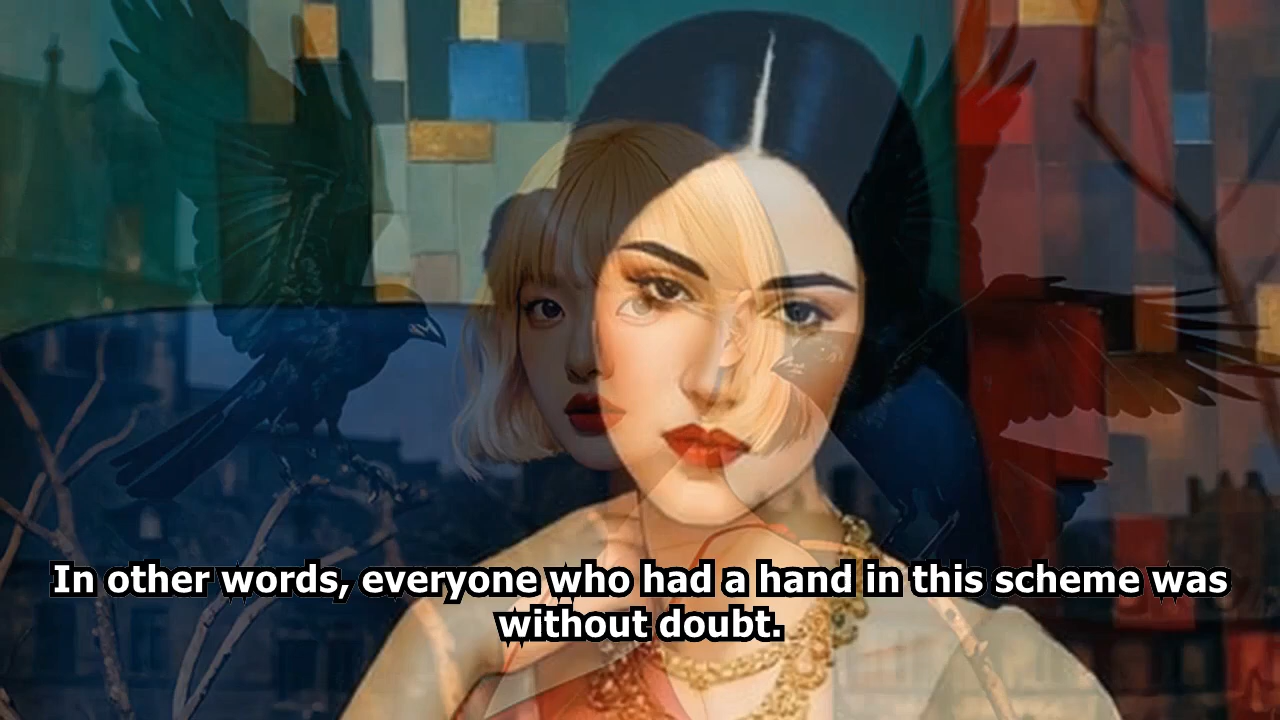 In other words, everyone who had a hand in this scheme was
without doubt.